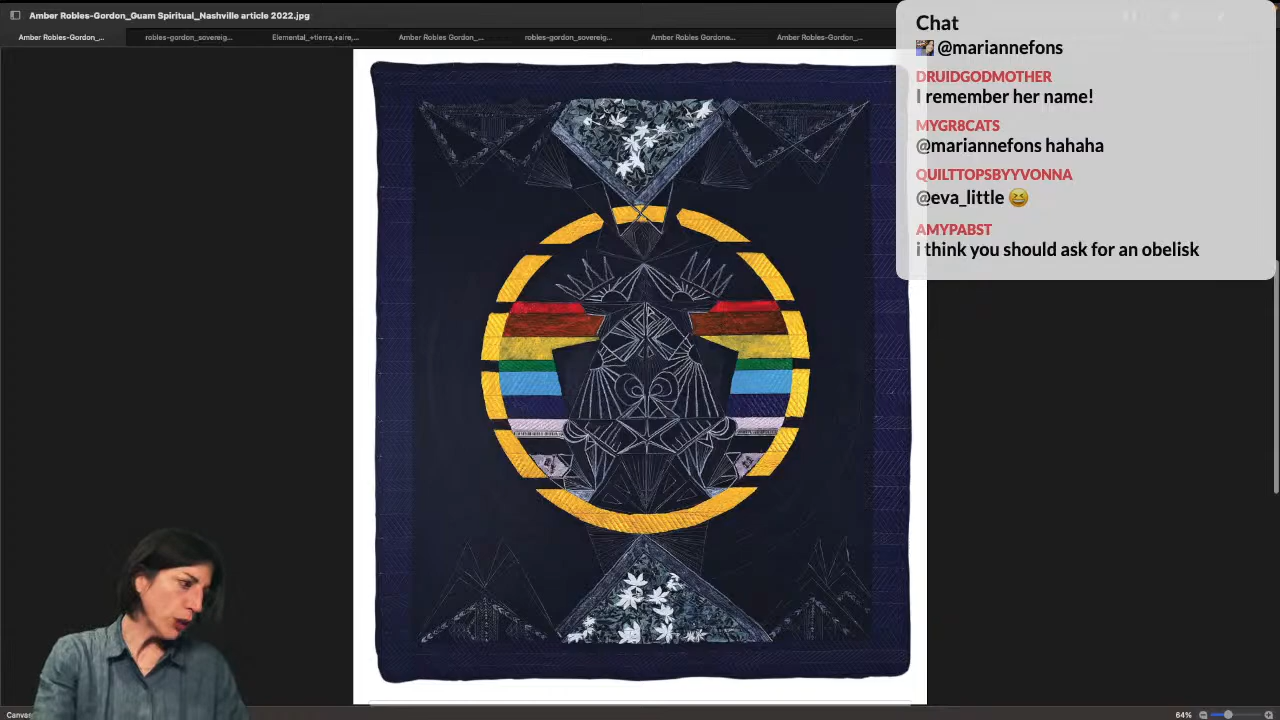 Amber Robles-Gordon_Guam Spiritual_Nashville article 2022.jpg
Amber Robles-Gordon_...
robles-gordon_sovereig...
Elemental_+tierra,+aire,...
Amber Robles Gordon_...
robles-gordon_sovereig...
Amber Robles Gordone...
Amber Robles-Gordon_...
Chat
@mariannefons
DRUIDGODMOTHER
I remember her name!
MYGR8CATS
@mariannefons hahaha
QUILTTOPSBYYVONNA
@eva_little 😆
AMYPABST
i think you should ask for an obelisk
Canvas
64%